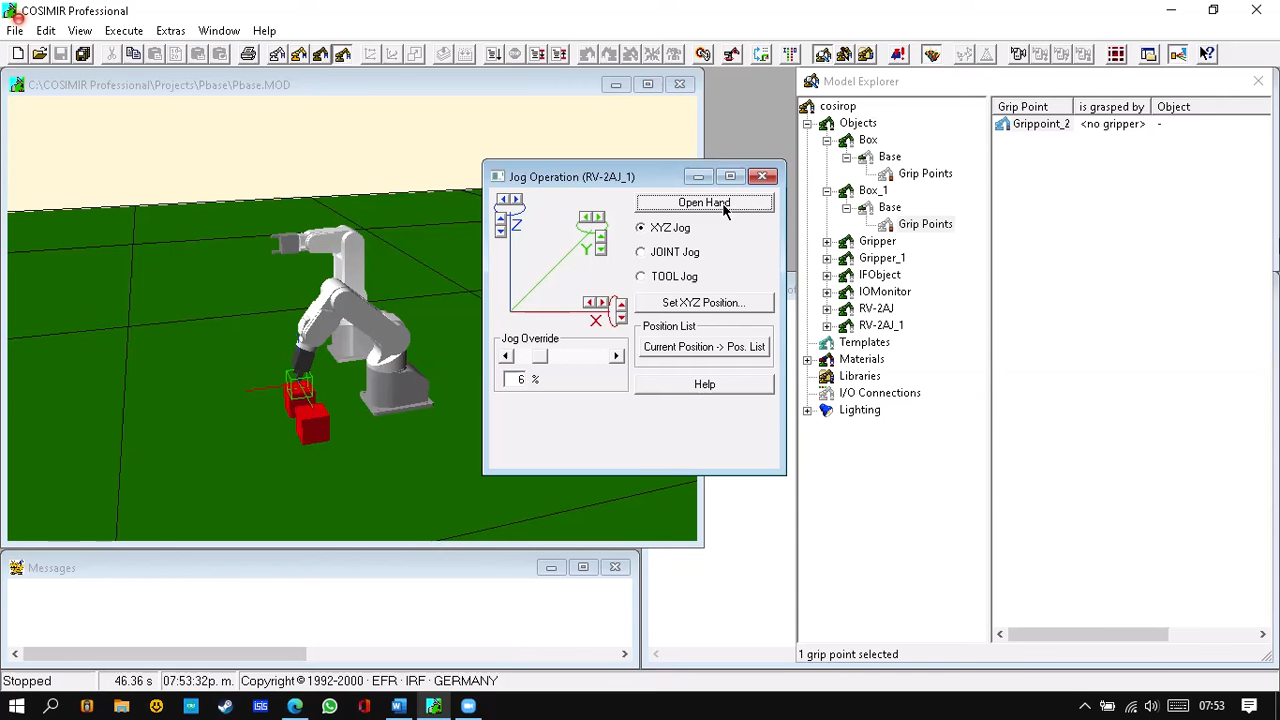 COSIMIR Professional
File Edit View Execute Extras Window Help
C:\COSIMIR Professional\Projects\Pbase\Pbase.MOD
Jog Operation (RV-2AJ_1)
Z
Y
X
Open Hand
XYZ Jog
JOINT Jog
TOOL Jog
Set XYZ Position...
Position List
Current Position -> Pos. List
Help
Jog Override
6 %
Model Explorer
cosirop
Objects
Box
Base
Grip Points
Box_1
Base
Grip Points
Gripper
Gripper_1
IFObject
IOMonitor
RV-2AJ
RV-2AJ_1
Templates
Materials
Libraries
I/O Connections
Lighting
Grip Point is grasped by Object
Grippoint_2 <no gripper> -
1 grip point selected
Messages
Stopped 46.36 s 07:53:32p. m. Copyright © 1992-2000 · EFR · IRF · GERMANY
07:53